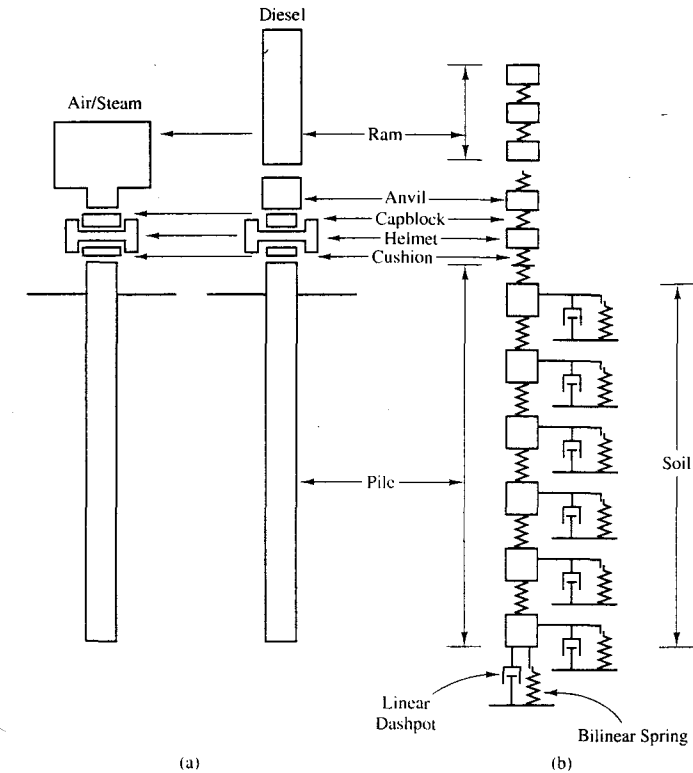 Diesel
Air/Steam
Ram
Anvil
Capblock
Helmet
Cushion
Pile
Soil
Linear
Dashpot
Bilinear Spring
(a)
(b)